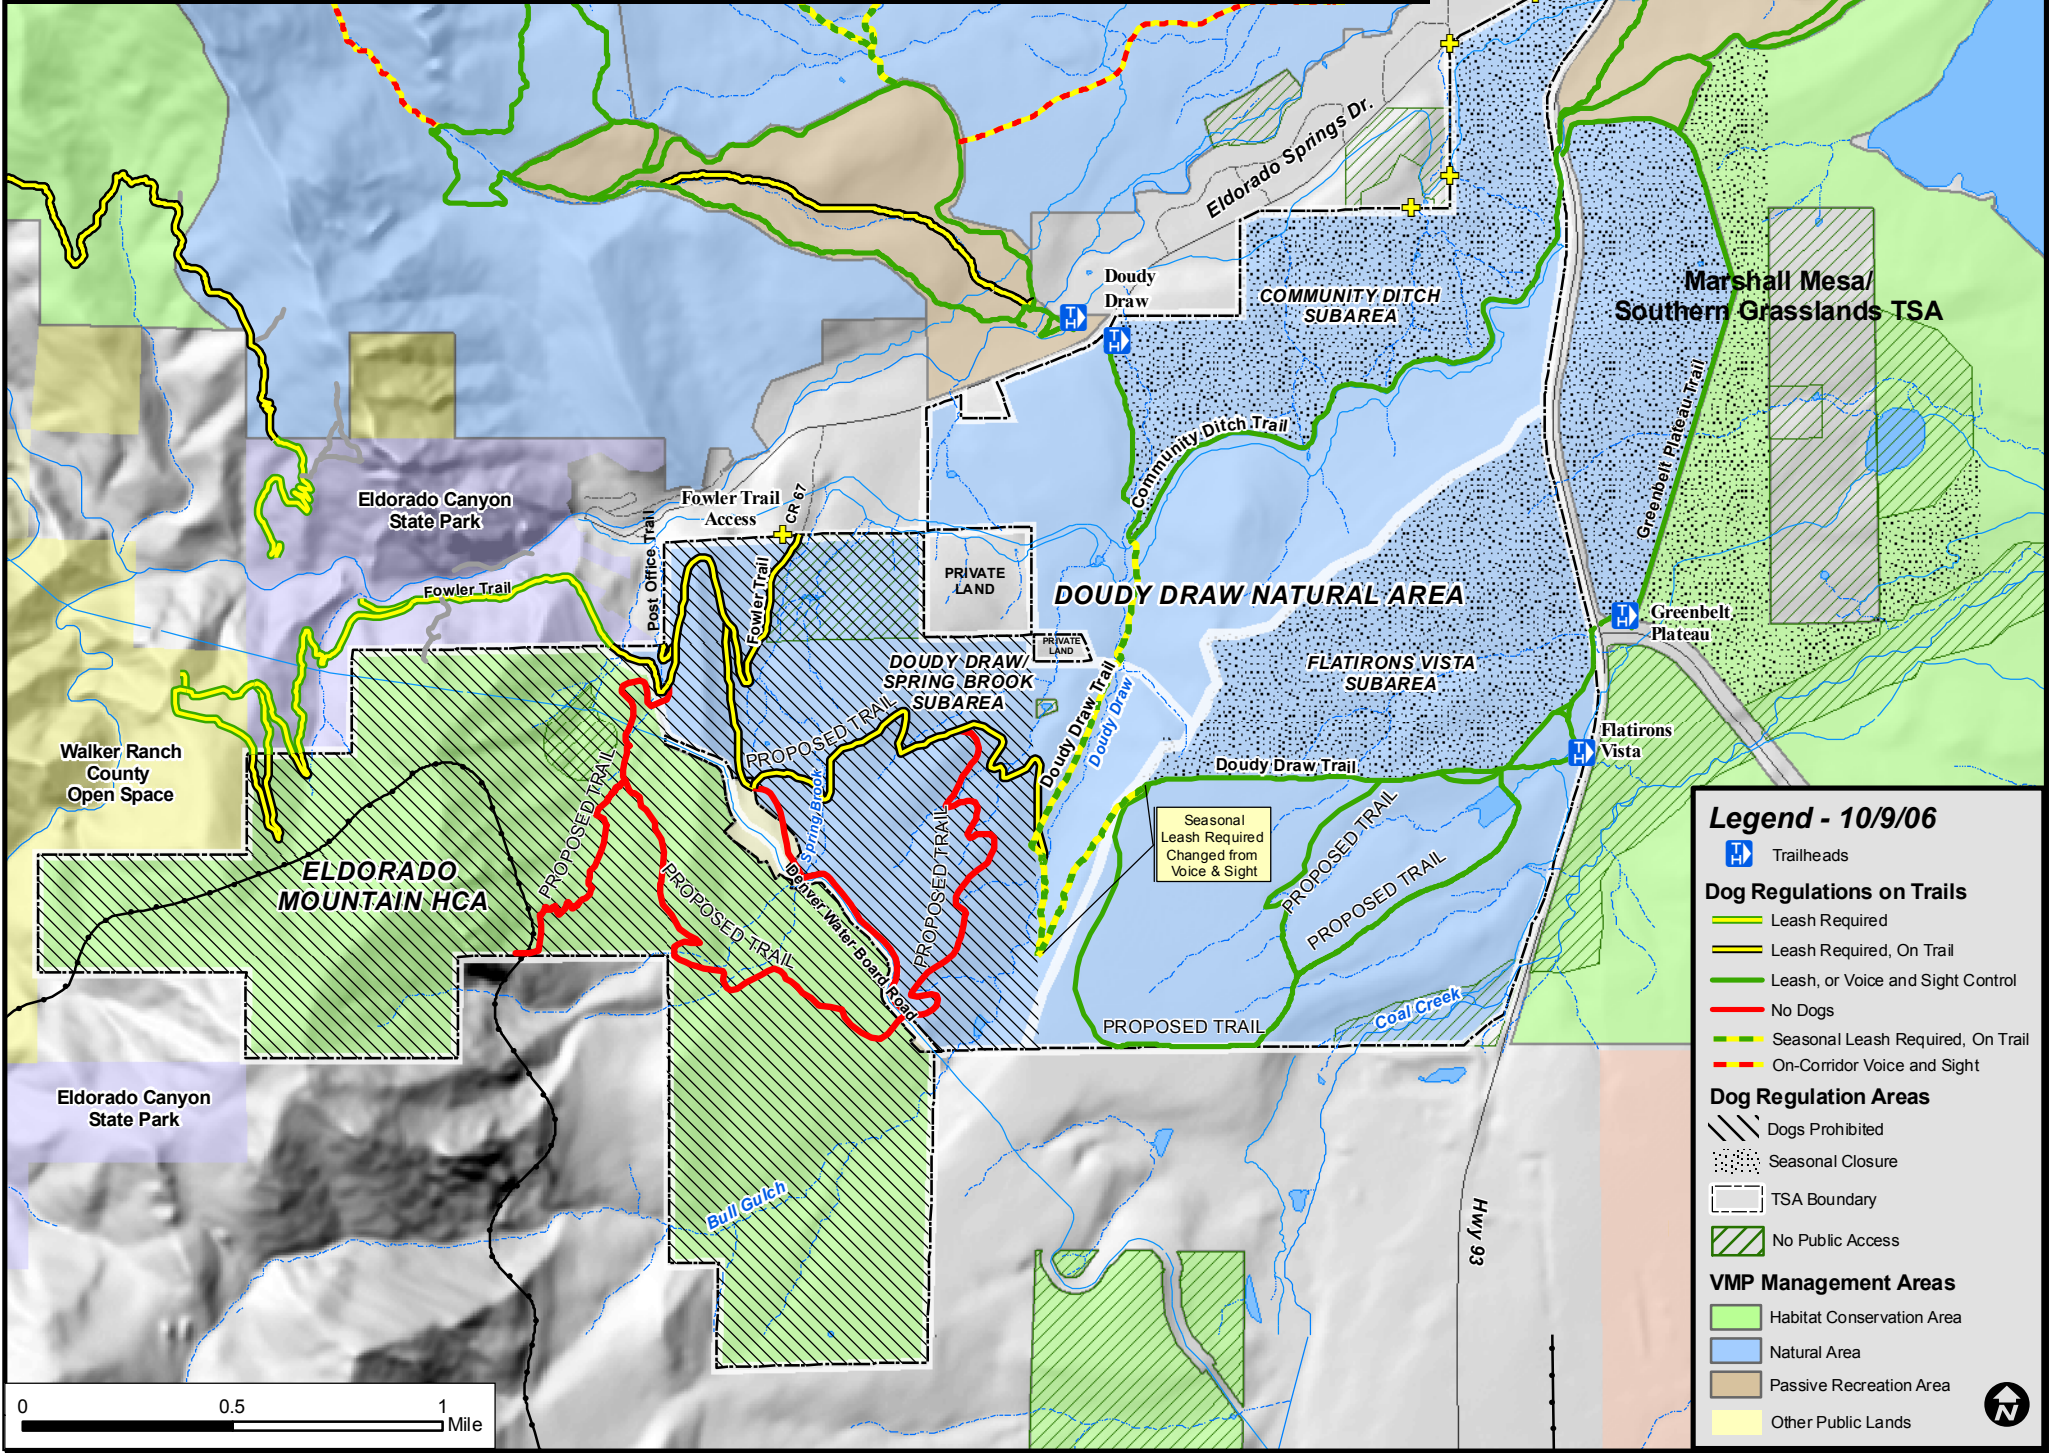 Eldorado Springs Dr.
Doudy
Draw
COMMUNITY DITCH
SUBAREA
Marshall Mesa/
Southern Grasslands TSA
Greenbelt Plateau Trail
Community Ditch Trail
Eldorado Canyon
State Park
Fowler Trail
Access
CR 67
Post Office Trail
Fowler Trail
Fowler Trail
PRIVATE
LAND
DOUDY DRAW NATURAL AREA
Greenbelt
Plateau
PRIVATE
LAND
DOUDY DRAW/
SPRING BROOK
SUBAREA
FLATIRONS VISTA
SUBAREA
Doudy Draw Trail
Doudy Draw
PROPOSED TRAIL
Flatirons
Vista
Doudy Draw Trail
Walker Ranch
County
Open Space
PROPOSED TRAIL
Spring Brook
PROPOSED TRAIL
Seasonal
Leash Required
Changed from
Voice & Sight
PROPOSED TRAIL
PROPOSED TRAIL
ELDORADO
MOUNTAIN HCA
PROPOSED TRAIL
Denver Water Board Road
Coal Creek
PROPOSED TRAIL
Eldorado Canyon
State Park
Bull Gulch
Hwy 93
Legend - 10/9/06
TH
Trailheads
Dog Regulations on Trails
Leash Required
Leash Required, On Trail
Leash, or Voice and Sight Control
No Dogs
Seasonal Leash Required, On Trail
On-Corridor Voice and Sight
Dog Regulation Areas
Dogs Prohibited
Seasonal Closure
TSA Boundary
No Public Access
VMP Management Areas
Habitat Conservation Area
Natural Area
Passive Recreation Area
Other Public Lands
N
0 0.5 1
Mile